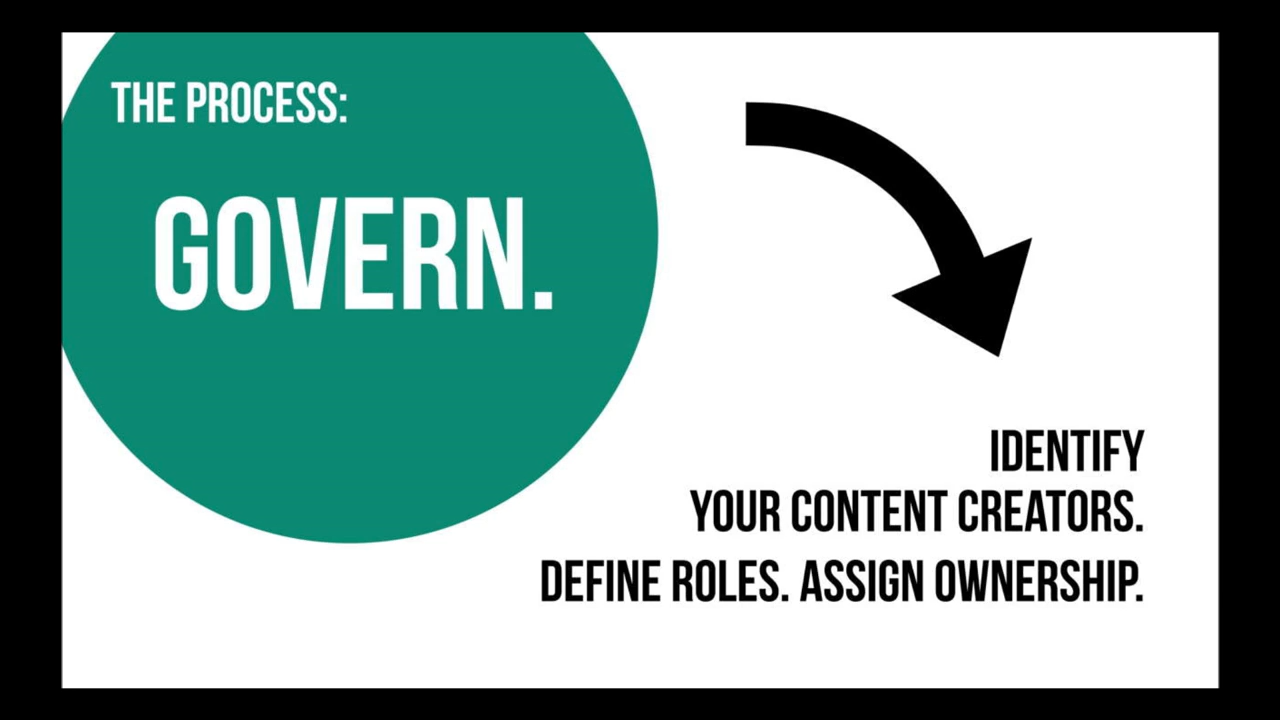 THE PROCESS:
GOVERN.
IDENTIFY
YOUR CONTENT CREATORS.
DEFINE ROLES. ASSIGN OWNERSHIP.